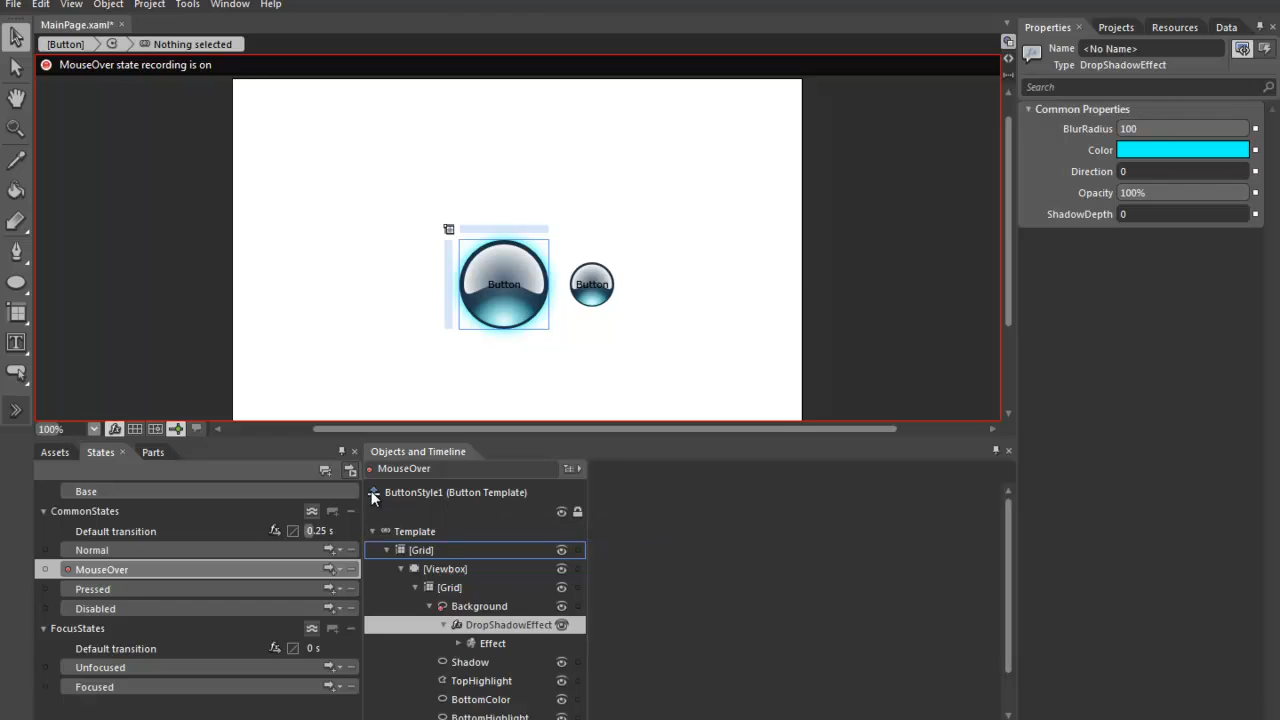 File Edit View Object Project Tools Window Help
MainPage.xaml* ×
[Button] Nothing selected
MouseOver state recording is on
Button Button
100%
Properties × Projects Resources Data
Name <No Name>
Type DropShadowEffect
Search
Common Properties
BlurRadius 100
Color
Direction 0
Opacity 100%
ShadowDepth 0
Assets States × Parts
Base
CommonStates
Default transition fx 0.25 s
Normal
MouseOver
Pressed
Disabled
FocusStates
Default transition fx 0 s
Unfocused
Focused
Objects and Timeline
MouseOver
ButtonStyle1 (Button Template)
Template
[Grid]
[Viewbox]
[Grid]
Background
fx DropShadowEffect
Effect
Shadow
TopHighlight
BottomColor
BottomHighlight